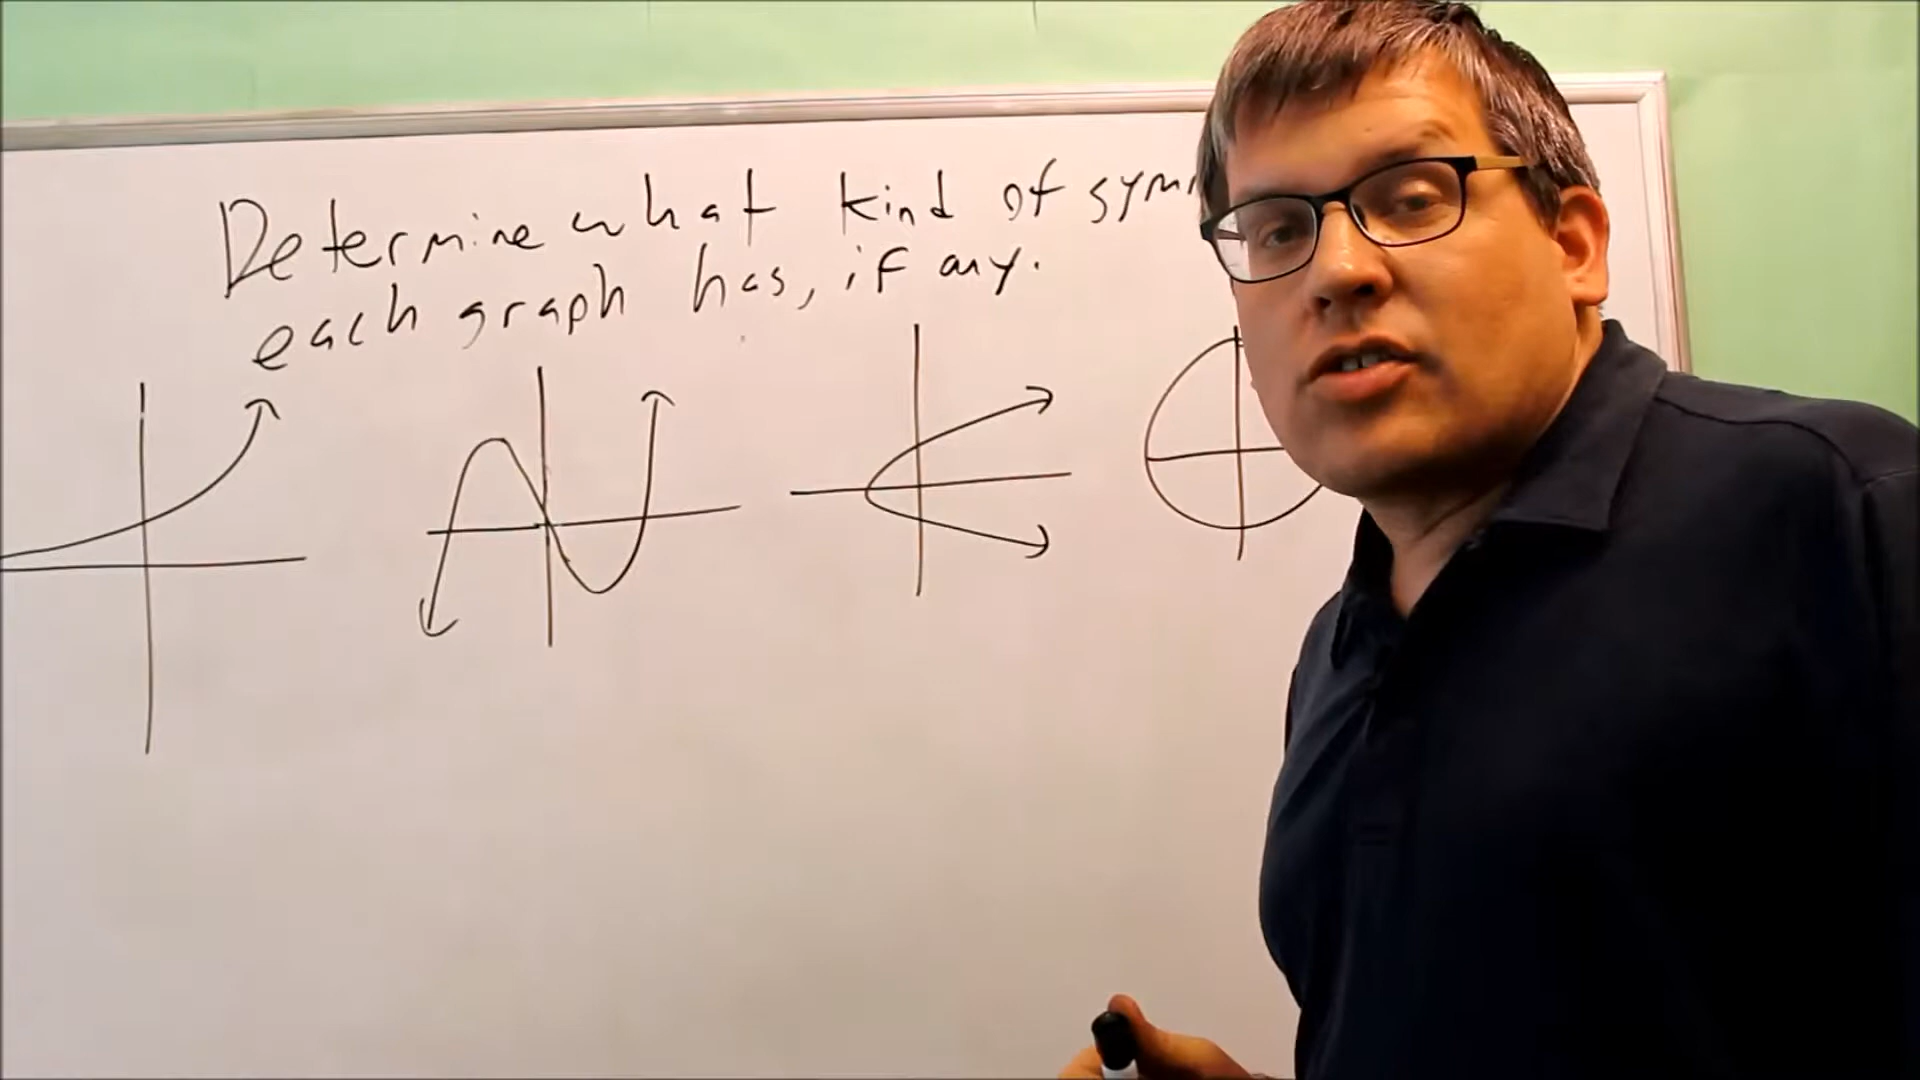 Determine what kind of sym
each graph has, if any.